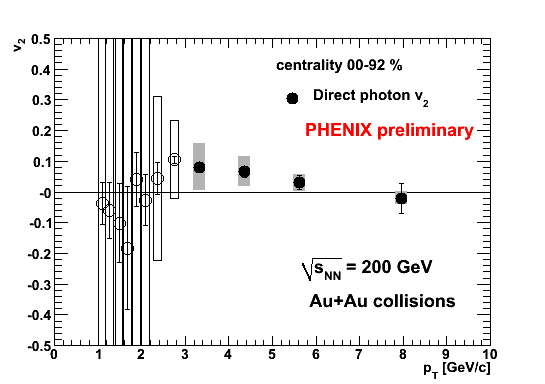 v2
0.5
0.4
0.3
0.2
0.1
-0
-0.1
-0.2
-0.3
-0.4
-0.5
centrality 00-92 %
Direct photon v2
PHENIX preliminary
√sNN = 200 GeV
Au+Au collisions
0 1 2 3 4 5 6 7 8 9 10
pT [GeV/c]